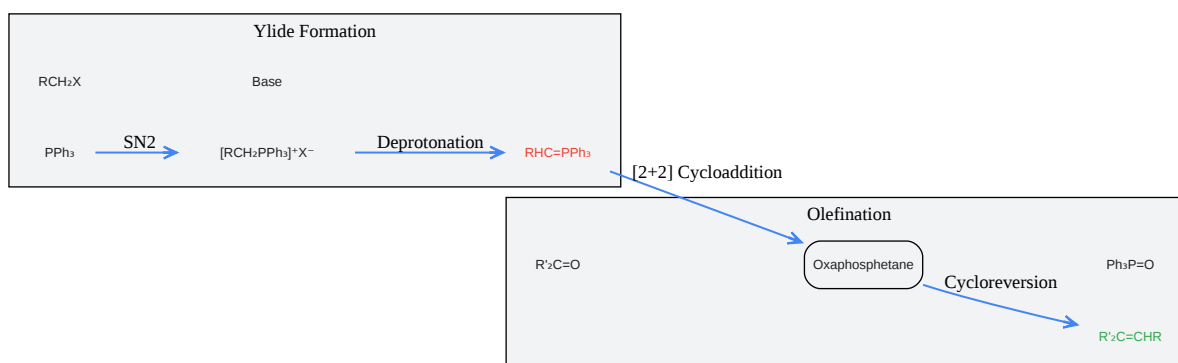 Ylide Formation
RCH₂X
Base
PPh₃
SN2
[RCH₂PPh₃]⁺X⁻
Deprotonation
RHC=PPh₃
[2+2] Cycloaddition
Olefination
R'₂C=O
Oxaphosphetane
Ph₃P=O
Cycloreversion
R'₂C=CHR